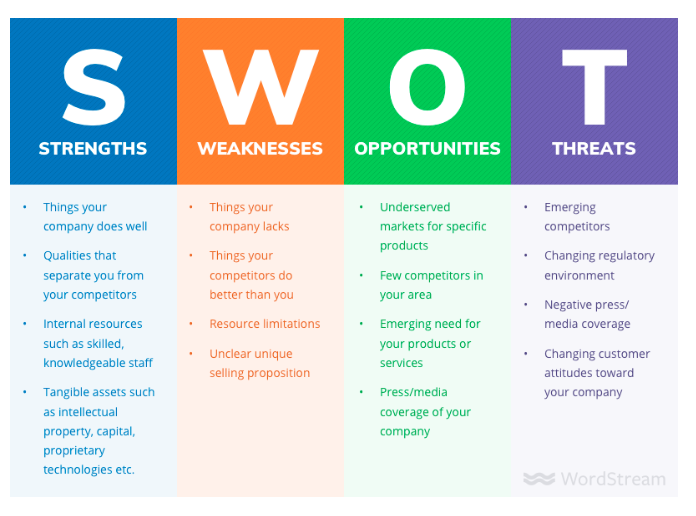 S
STRENGTHS
• Things your
company does well
• Qualities that
separate you from
your competitors
• Internal resources
such as skilled,
knowledgeable staff
• Tangible assets such
as intellectual
property, capital,
proprietary
technologies etc.
W
WEAKNESSES
• Things your
company lacks
• Things your
competitors do
better than you
• Resource limitations
• Unclear unique
selling proposition
O
OPPORTUNITIES
• Underserved
markets for specific
products
• Few competitors in
your area
• Emerging need for
your products or
services
• Press/media
coverage of your
company
T
THREATS
• Emerging
competitors
• Changing regulatory
environment
• Negative press/
media coverage
• Changing customer
attitudes toward
your company
WordStream